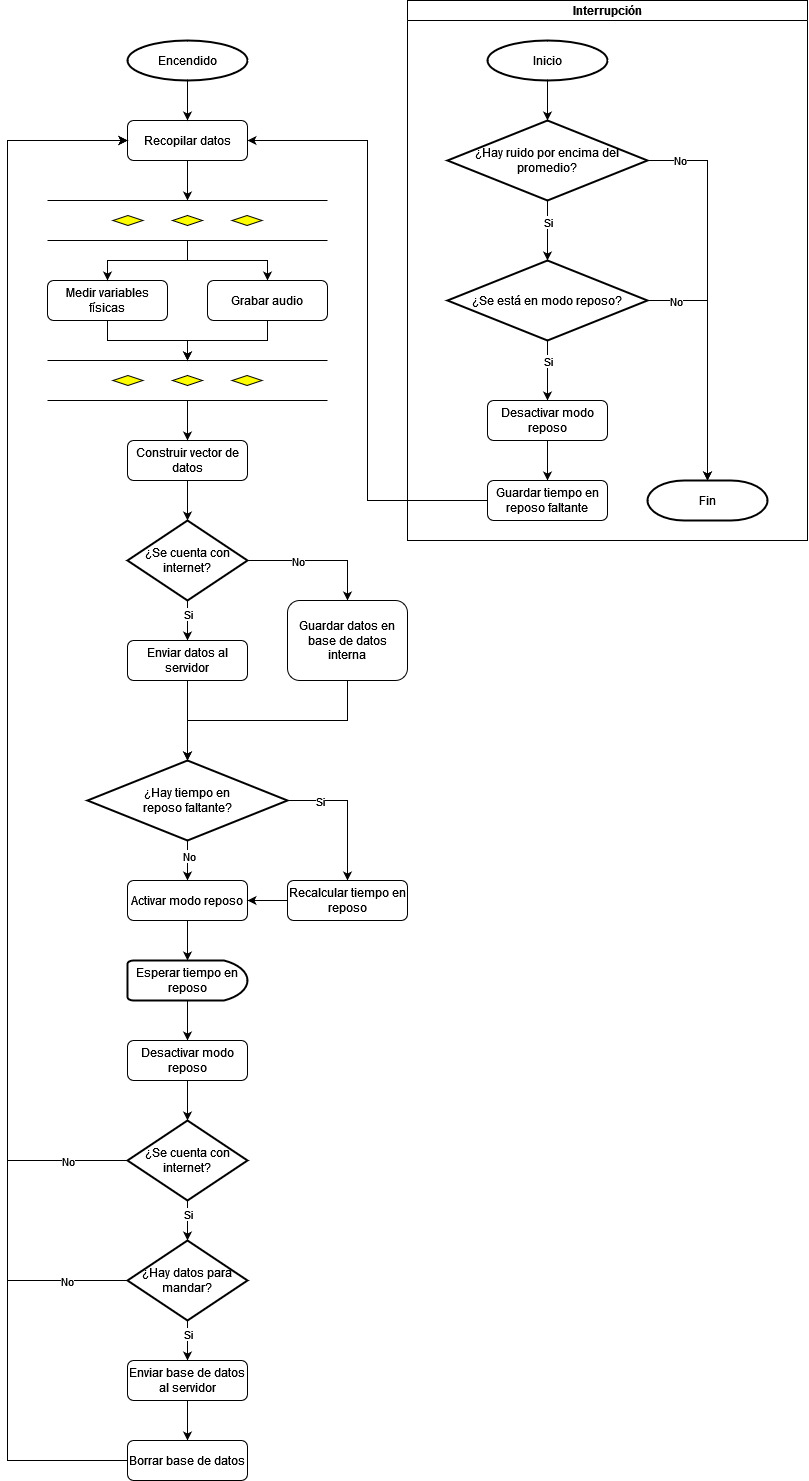 Encendido
Recopilar datos
Medir variables
físicas
Grabar audio
Construir vector de
datos
¿Se cuenta con
internet?
No
Si
Enviar datos al
servidor
Guardar datos en
base de datos
interna
¿Hay tiempo en
reposo faltante?
Si
No
Activar modo reposo
Recalcular tiempo en
reposo
Esperar tiempo en
reposo
Desactivar modo
reposo
¿Se cuenta con
internet?
No
Si
¿Hay datos para
mandar?
No
Si
Enviar base de datos
al servidor
Borrar base de datos
Interrupción
Inicio
¿Hay ruido por encima del
promedio?
No
Si
¿Se está en modo reposo?
No
Si
Desactivar modo
reposo
Guardar tiempo en
reposo faltante
Fin